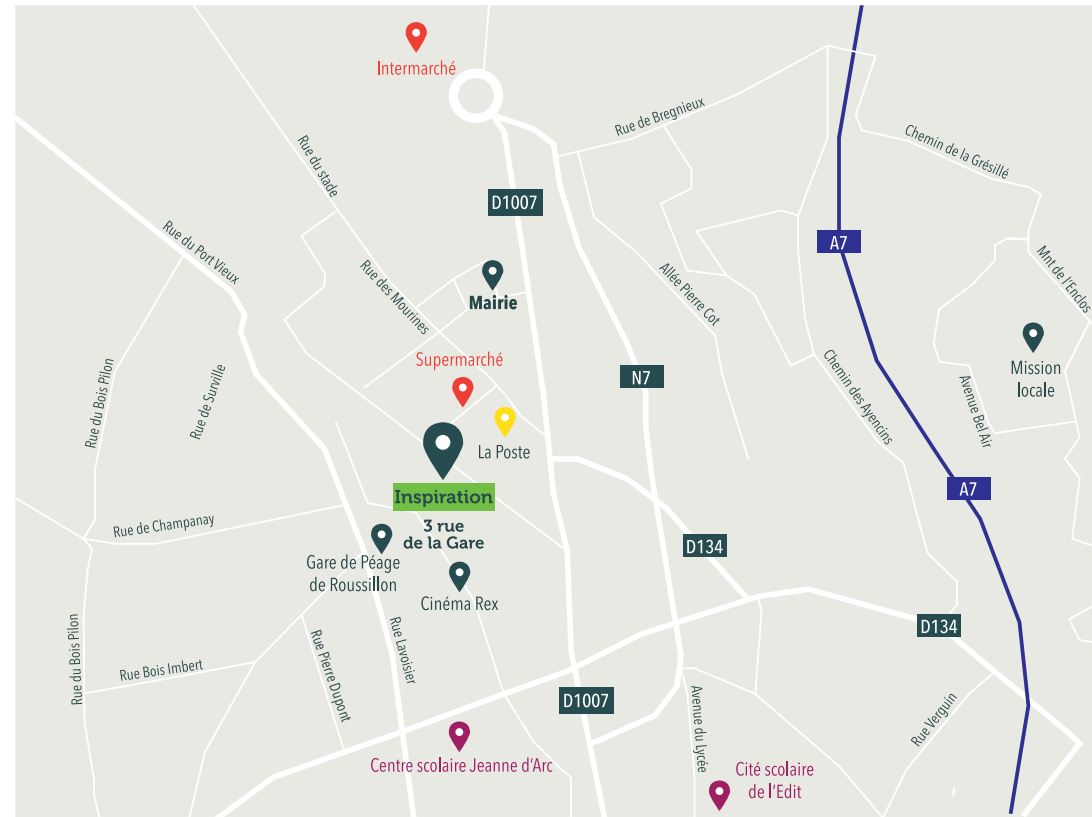 Intermarché
Rue de Bregnieux
Chemin de la Grésillé
Rue du stade
D1007
A7
Rue du Port Vieux
Mnt de l'Enclos
Allée Pierre Cot
Rue des Mourines
Mairie
Mission
locale
Supermarché
N7
Chemin des Ayencins
Avenue Bel Air
Rue du Bois Pilon
Rue de Surville
La Poste
A7
Inspiration
3 rue
de la Gare
Rue de Champanay
Gare de Péage
de Roussillon
D134
Cinéma Rex
D134
Rue du Bois Pilon
Rue Bois Imbert
Rue Pierre Dupont
Rue Lavoisier
D1007
Avenue du Lycée
Rue Verguin
Centre scolaire Jeanne d'Arc
Cité scolaire
de l'Edit